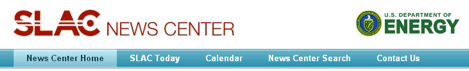 SLAC NEWS CENTER
U.S. DEPARTMENT OF
ENERGY
News Center Home SLAC Today Calendar News Center Search Contact Us